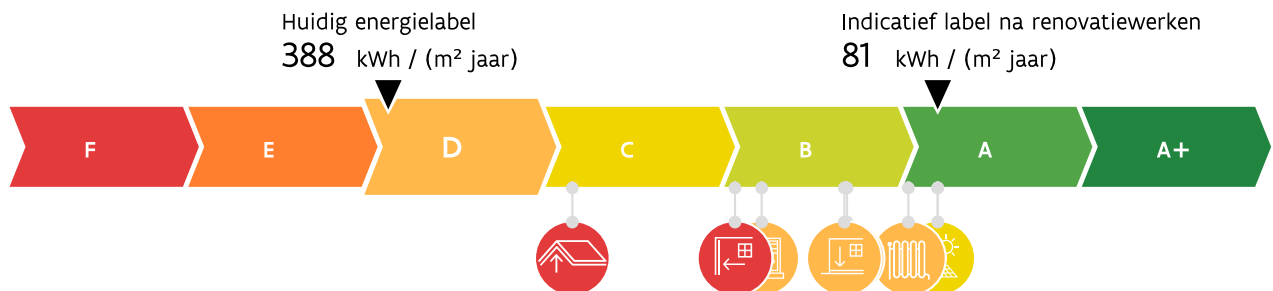 Huidig energielabel
388 kWh / (m² jaar)
Indicatief label na renovatiewerken
81 kWh / (m² jaar)
F E D C B A A+